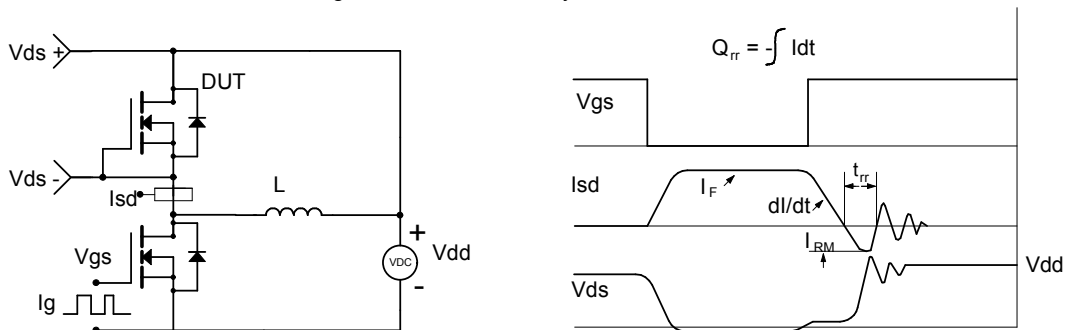 Vds +
DUT
Vds -
Isd
L
Vgs
Ig
+
VDC
-
Vdd
Qrr = -∫ Idt
Vgs
Isd
IF
dI/dt
trr
IRM
Vds
Vdd